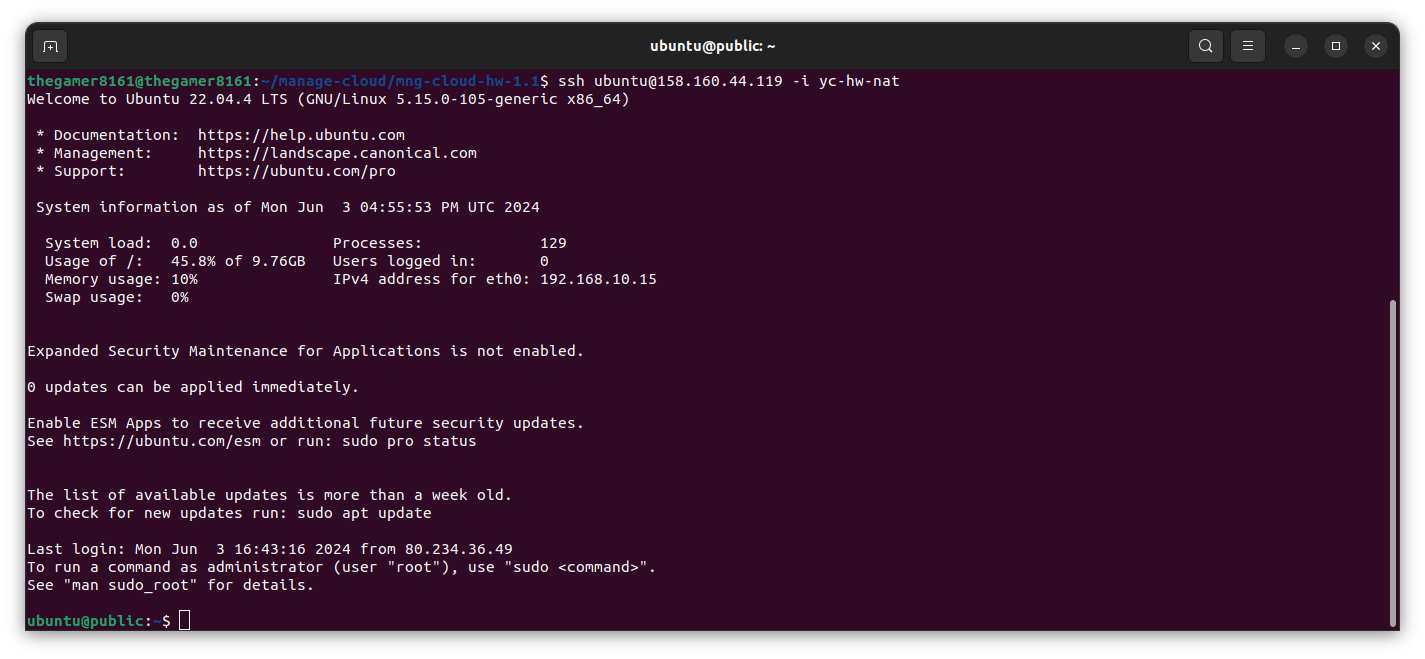 ubuntu@public: ~
thegamer8161@thegamer8161:~/manage-cloud/mng-cloud-hw-1.1$ ssh ubuntu@158.160.44.119 -i yc-hw-nat
Welcome to Ubuntu 22.04.4 LTS (GNU/Linux 5.15.0-105-generic x86_64)
 * Documentation:  https://help.ubuntu.com
 * Management:     https://landscape.canonical.com
 * Support:        https://ubuntu.com/pro
 System information as of Mon Jun  3 04:55:53 PM UTC 2024
  System load:  0.0               Processes:             129
  Usage of /:   45.8% of 9.76GB   Users logged in:       0
  Memory usage: 10%               IPv4 address for eth0: 192.168.10.15
  Swap usage:   0%
Expanded Security Maintenance for Applications is not enabled.
0 updates can be applied immediately.
Enable ESM Apps to receive additional future security updates.
See https://ubuntu.com/esm or run: sudo pro status
The list of available updates is more than a week old.
To check for new updates run: sudo apt update
Last login: Mon Jun  3 16:43:16 2024 from 80.234.36.49
To run a command as administrator (user "root"), use "sudo <command>".
See "man sudo_root" for details.
ubuntu@public:~$